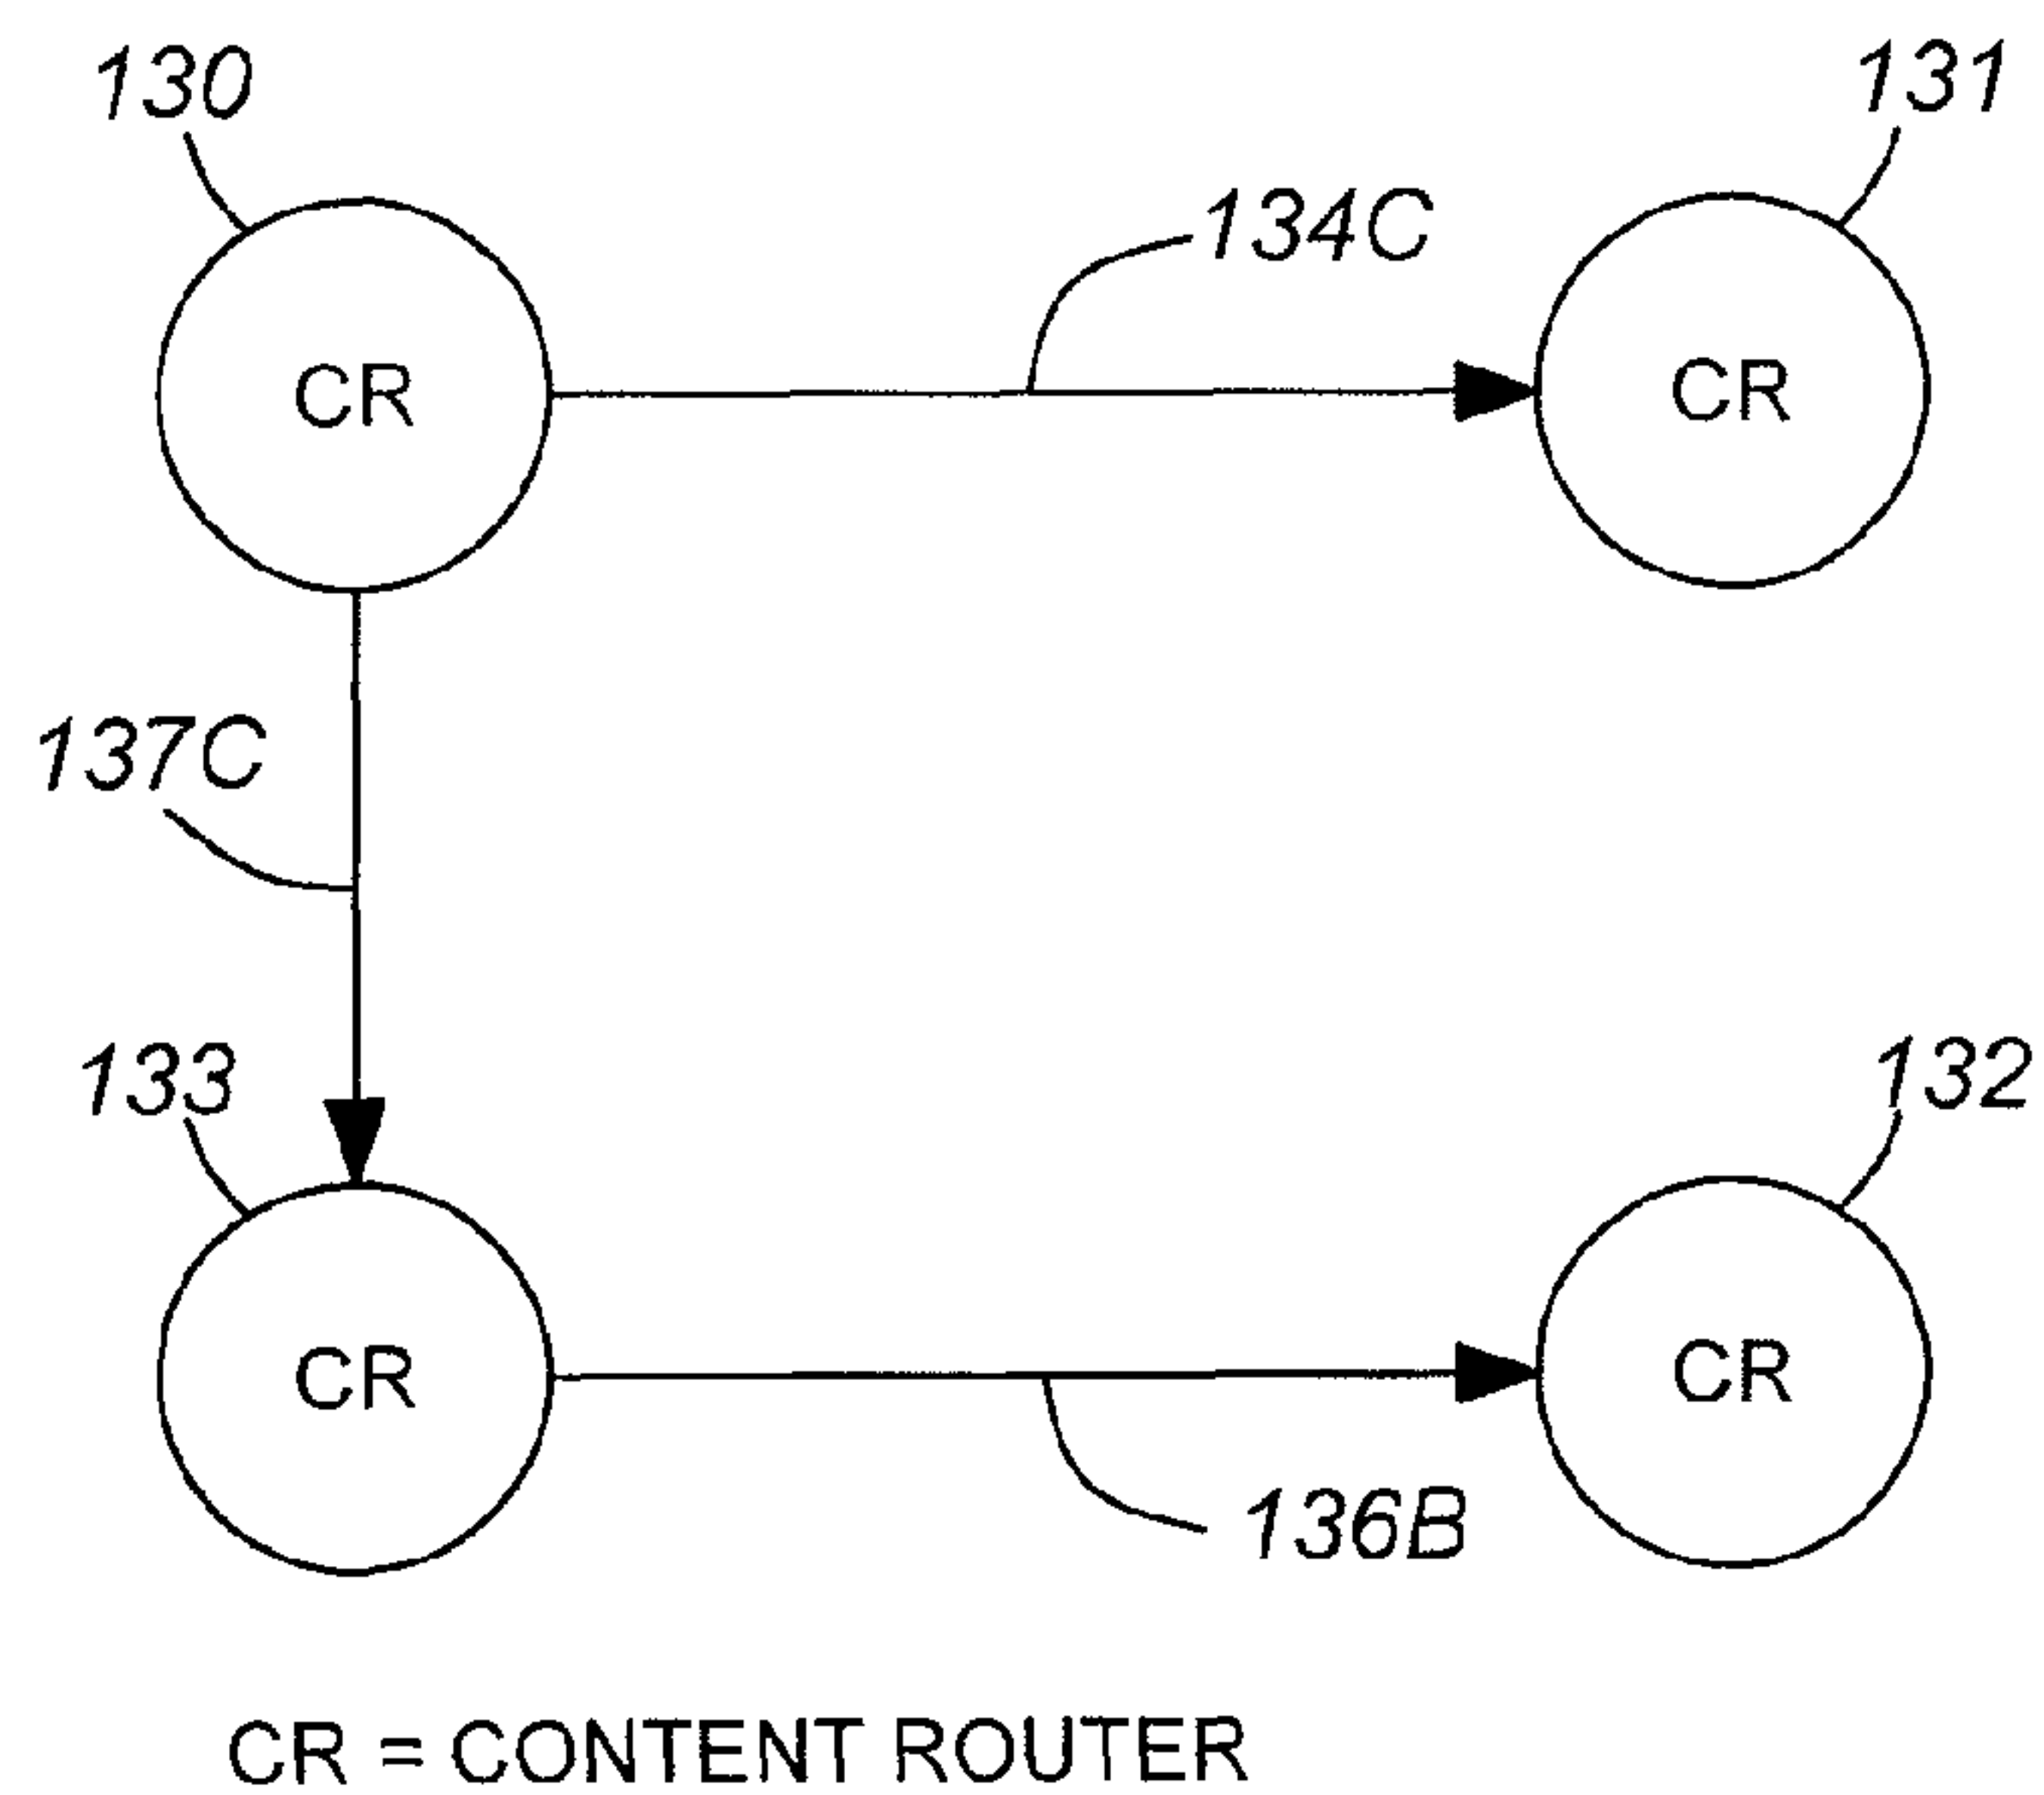 130
131
134C
CR
CR
137C
133
132
CR
CR
136B
CR = CONTENT ROUTER